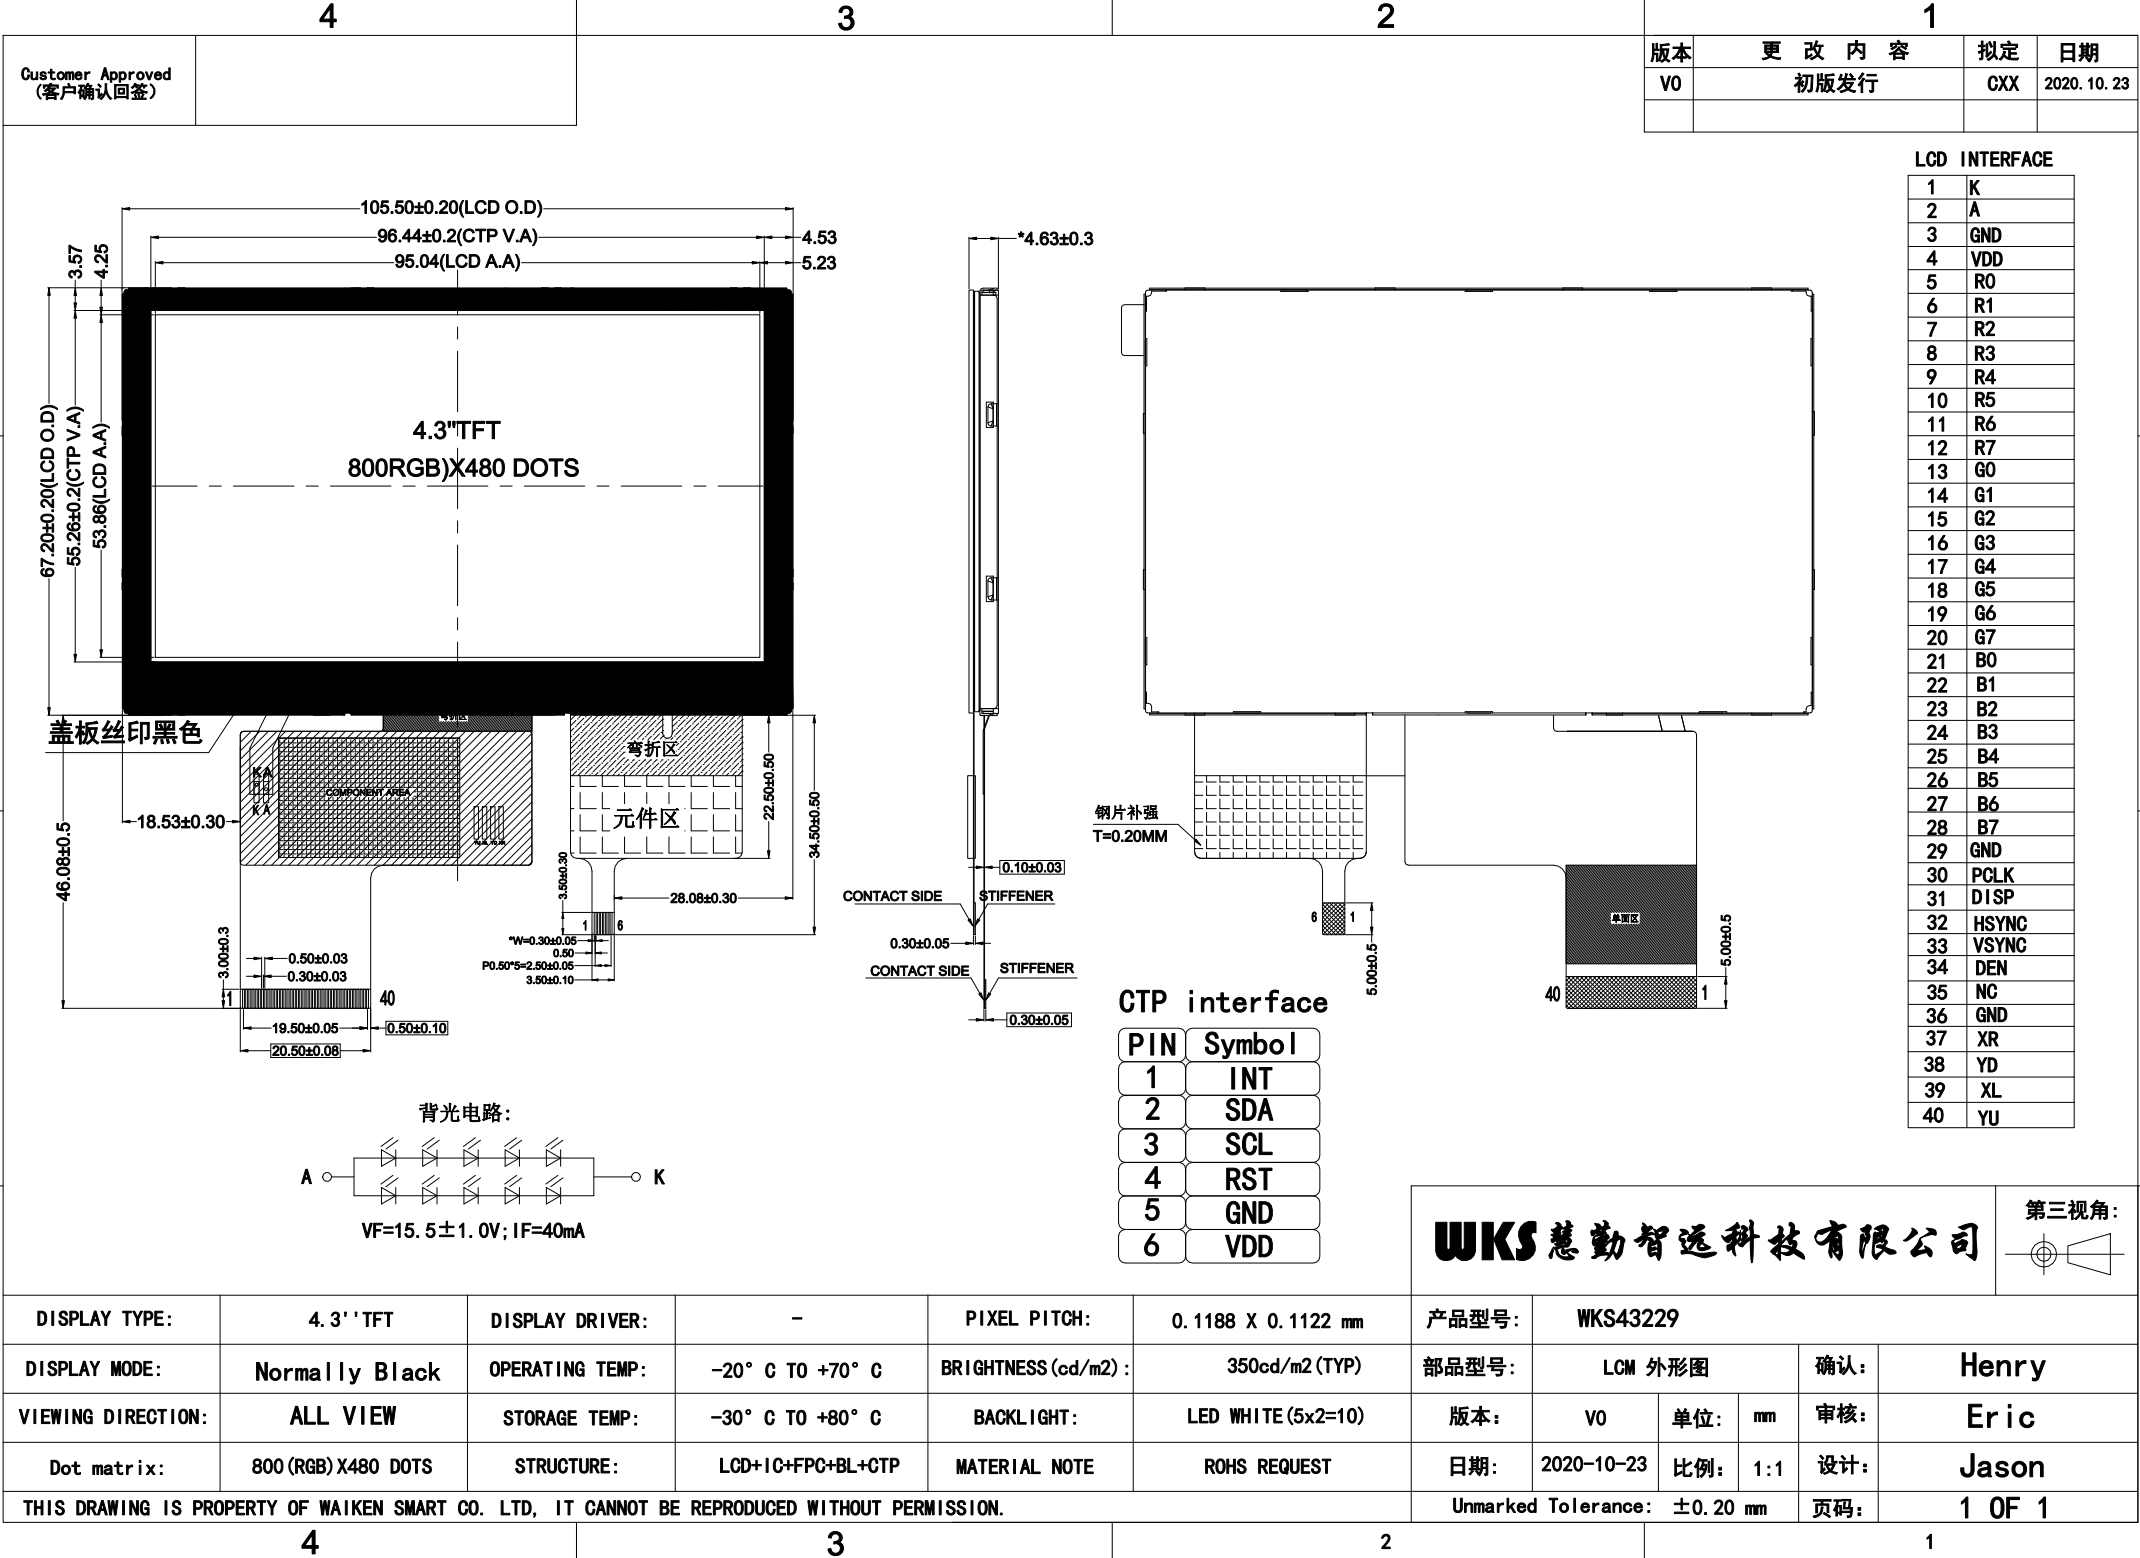 4 3 2 1
Customer Approved
(客户确认回签)
版本 更 改 内 容 拟定 日期
V0 初版发行 CXX 2020.10.23
LCD INTERFACE
1 K
2 A
3 GND
4 VDD
5 R0
6 R1
7 R2
8 R3
9 R4
10 R5
11 R6
12 R7
13 G0
14 G1
15 G2
16 G3
17 G4
18 G5
19 G6
20 G7
21 B0
22 B1
23 B2
24 B3
25 B4
26 B5
27 B6
28 B7
29 GND
30 PCLK
31 DISP
32 HSYNC
33 VSYNC
34 DEN
35 NC
36 GND
37 XR
38 YD
39 XL
40 YU
105.50±0.20(LCD O.D)
96.44±0.2(CTP V.A)
4.53
95.04(LCD A.A)
5.23
3.57
4.25
67.20±0.20(LCD O.D)
55.26±0.2(CTP V.A)
53.86(LCD A.A)
4.3"TFT
800RGB)X480 DOTS
*4.63±0.3
盖板丝印黑色
弯折区
弯折区
K A
K A
COMPONENT AREA
元件区
18.53±0.30
46.08±0.5
22.50±0.50
34.50±0.50
3.50±0.30
28.08±0.30
1 6
*W=0.30±0.05
0.50
P0.50*5=2.50±0.05
3.50±0.10
3.00±0.3
0.50±0.03
0.30±0.03
1 40
19.50±0.05
0.50±0.10
20.50±0.08
0.10±0.03
CONTACT SIDE STIFFENER
0.30±0.05
CONTACT SIDE STIFFENER
0.30±0.05
钢片补强
T=0.20MM
6 1
5.00±0.5
单面区
5.00±0.5
40 1
CTP interface
PIN Symbol
1 INT
2 SDA
3 SCL
4 RST
5 GND
6 VDD
背光电路:
A K
VF=15.5±1.0V;IF=40mA
WKS慧勤智远科技有限公司
第三视角:
DISPLAY TYPE: 4.3''TFT DISPLAY DRIVER: - PIXEL PITCH: 0.1188 X 0.1122 mm 产品型号: WKS43229
DISPLAY MODE: Normally Black OPERATING TEMP: -20° C TO +70° C BRIGHTNESS(cd/m2): 350cd/m2(TYP) 部品型号: LCM 外形图 确认: Henry
VIEWING DIRECTION: ALL VIEW STORAGE TEMP: -30° C TO +80° C BACKLIGHT: LED WHITE(5x2=10) 版本: V0 单位: mm 审核: Eric
Dot matrix: 800(RGB)X480 DOTS STRUCTURE: LCD+IC+FPC+BL+CTP MATERIAL NOTE ROHS REQUEST 日期: 2020-10-23 比例: 1:1 设计: Jason
THIS DRAWING IS PROPERTY OF WAIKEN SMART CO. LTD, IT CANNOT BE REPRODUCED WITHOUT PERMISSION. Unmarked Tolerance: ±0.20 mm 页码: 1 OF 1
4 3 2 1